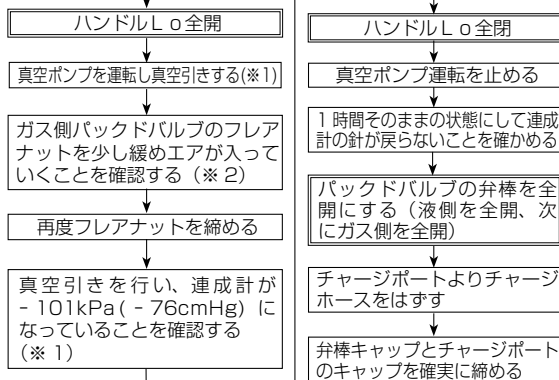 ハンドルLo全開
真空ポンプを運転し真空引きする(※1)
ガス側パックドバルブのフレア
ナットを少し緩めエアが入って
いくことを確認する（※2）
再度フレアナットを締める
真空引きを行い、連成計が
-101kPa(-76cmHg) に
なっていることを確認する
（※1）
ハンドルLo全閉
真空ポンプ運転を止める
1時間そのままの状態にして連成
計の針が戻らないことを確かめる
パックドバルブの弁棒を全
開にする（液側を全開、次
にガス側を全開）
チャージポートよりチャージ
ホースをはずす
弁棒キャップとチャージポート
のキャップを確実に締める